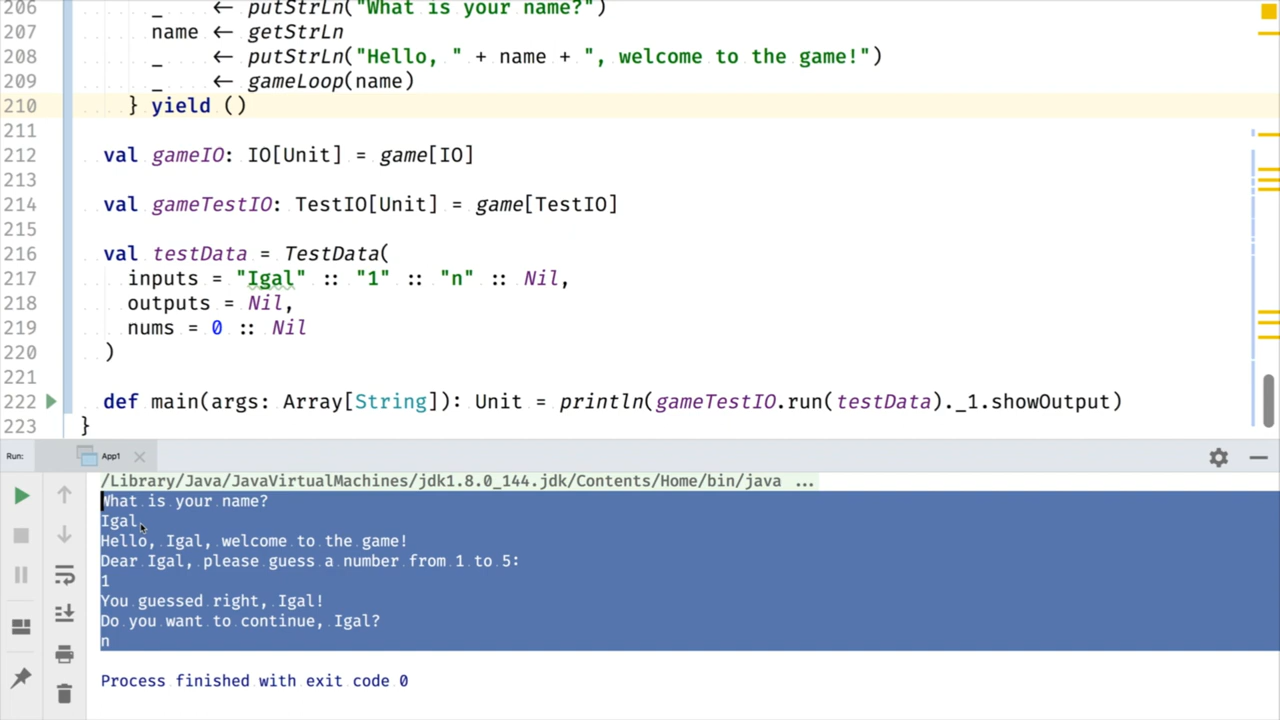 206 _ ← putStrLn("What is your name?")
207 name ← getStrLn
208 _ ← putStrLn("Hello, " + name + ", welcome to the game!")
209 _ ← gameLoop(name)
210 } yield ()
211
212 val gameIO: IO[Unit] = game[IO]
213
214 val gameTestIO: TestIO[Unit] = game[TestIO]
215
216 val testData = TestData(
217 inputs = "Igal" :: "1" :: "n" :: Nil,
218 outputs = Nil,
219 nums = 0 :: Nil
220 )
221
222 def main(args: Array[String]): Unit = println(gameTestIO.run(testData)._1.showOutput)
223 }
Run: App1
/Library/Java/JavaVirtualMachines/jdk1.8.0_144.jdk/Contents/Home/bin/java ...
What is your name?
Igal
Hello, Igal, welcome to the game!
Dear Igal, please guess a number from 1 to 5:
1
You guessed right, Igal!
Do you want to continue, Igal?
n
Process finished with exit code 0